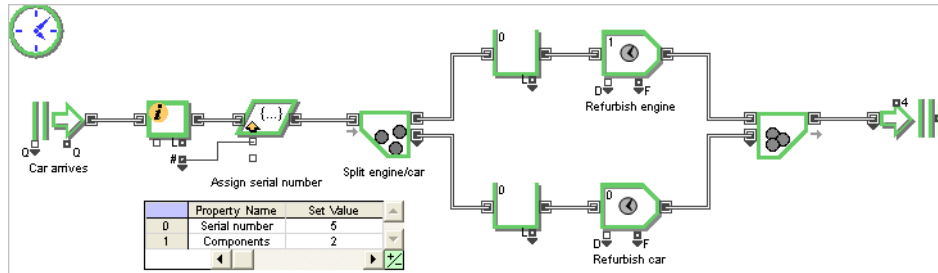 0
0
1
Q
Q
i
L
#
{...}
L
D
F
4
Car arrives
Assign serial number
Split engine/car
Refurbish engine
Property Name Set Value
0 Serial number 5
1 Components 2
+/-
0
0
L
D
F
Refurbish car